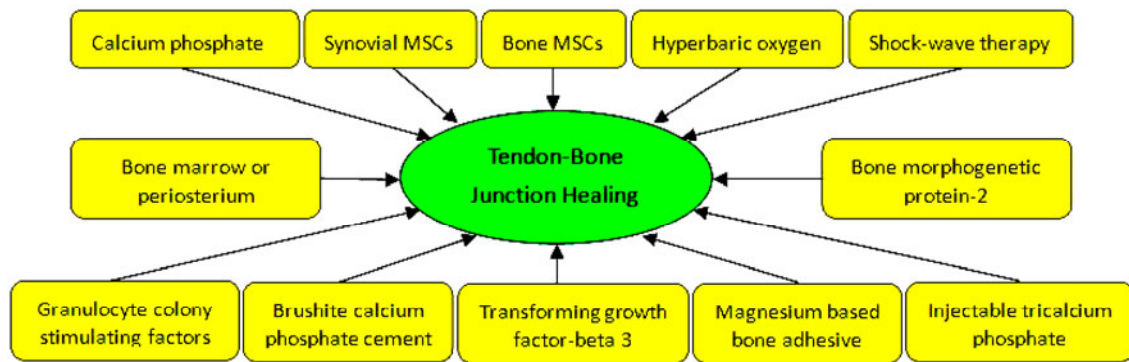 Calcium phosphate
Synovial MSCs
Bone MSCs
Hyperbaric oxygen
Shock-wave therapy
Tendon-Bone
Junction Healing
Bone marrow or
periosterium
Bone morphogenetic
protein-2
Granulocyte colony
stimulating factors
Brushite calcium
phosphate cement
Transforming growth
factor-beta 3
Magnesium based
bone adhesive
Injectable tricalcium
phosphate